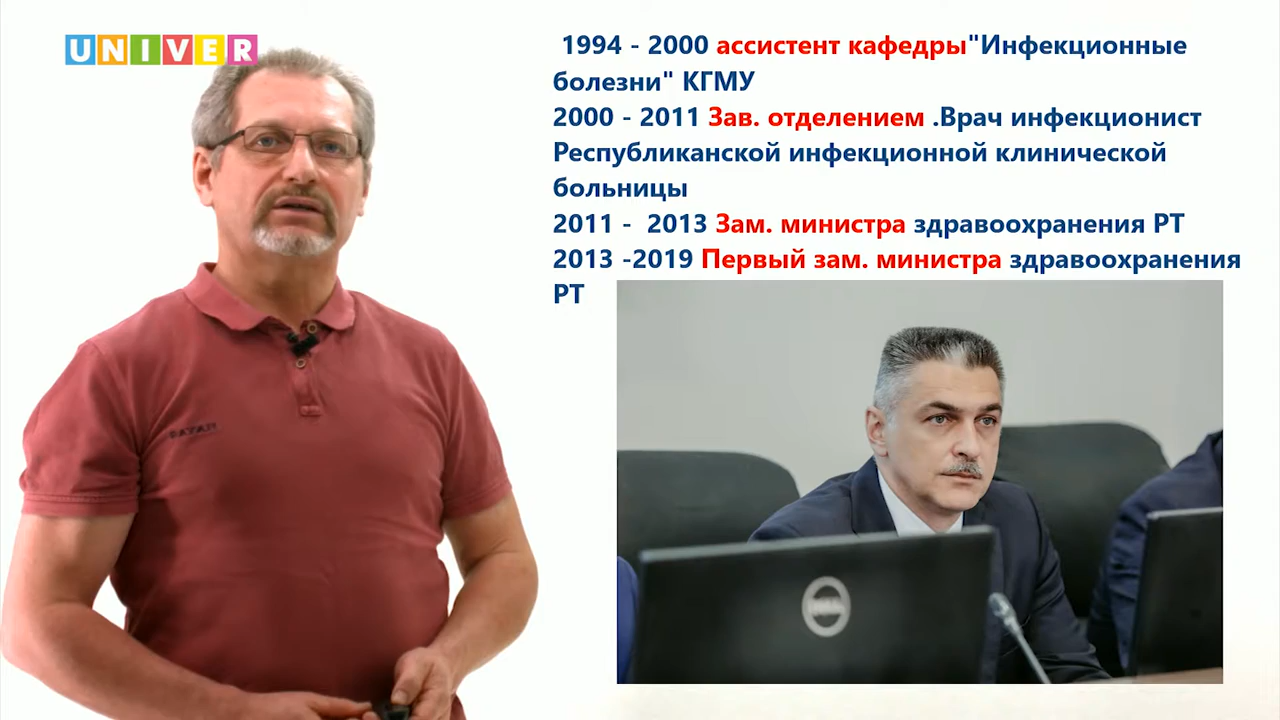 UNIVER
1994 - 2000 ассистент кафедры"Инфекционные
болезни" КГМУ
2000 - 2011 Зав. отделением .Врач инфекционист
Республиканской инфекционной клинической
больницы
2011 - 2013 Зам. министра здравоохранения РТ
2013 -2019 Первый зам. министра здравоохранения
РТ
DELL